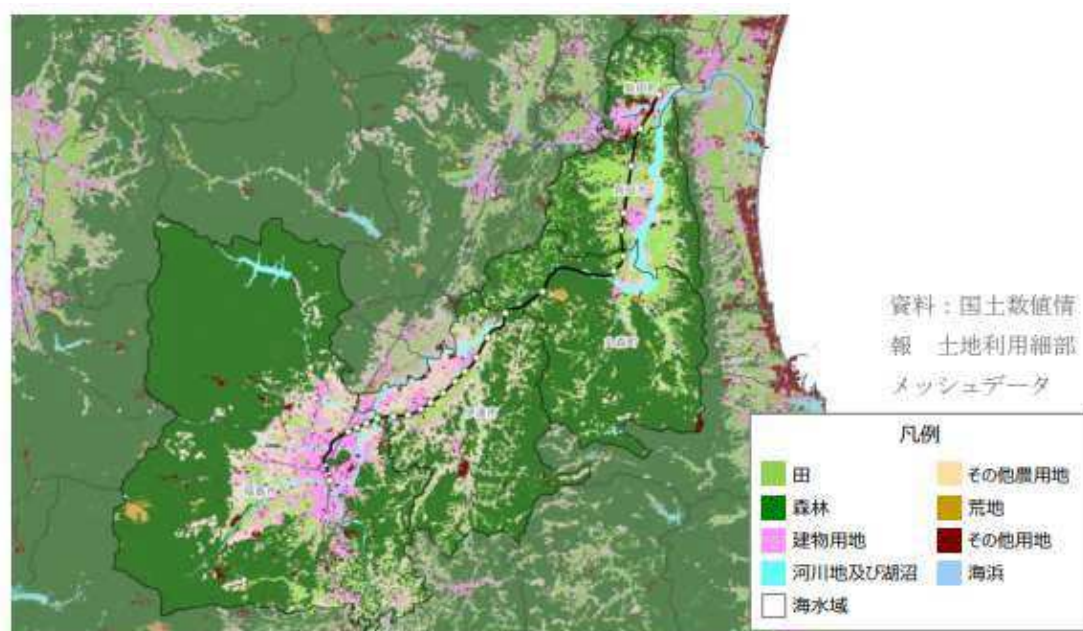 資料：国土数値情
報　土地利用細部
メッシュデータ
凡例
田
その他農用地
森林
荒地
建物用地
その他用地
河川地及び湖沼
海浜
海水域